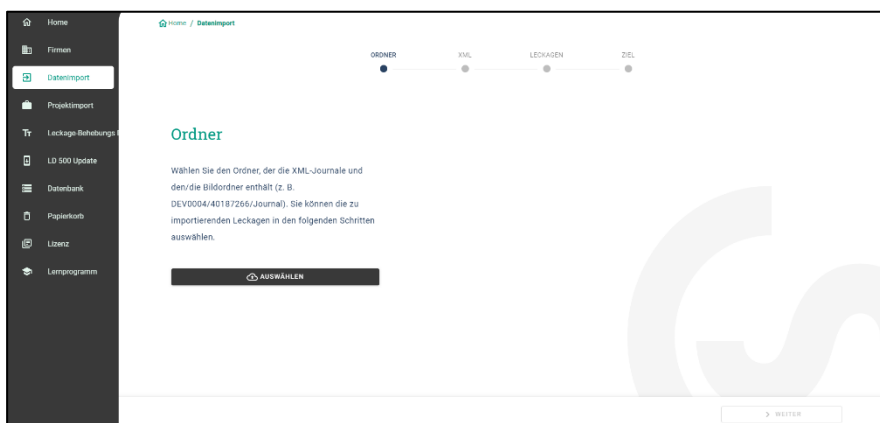 Home
Firmen
Datenimport
Projektimport
Leckage-Behebungs
LD 500 Update
Datenbank
Papierkorb
Lizenz
Lernprogramm
Home / Datenimport
ORDNER XML LECKAGEN ZIEL
Ordner
Wählen Sie den Ordner, der die XML-Journale und
den/die Bildordner enthält (z. B.
DEV0004/40187266/Journal). Sie können die zu
importierenden Leckagen in den folgenden Schritten
auswählen.
AUSWÄHLEN
> WEITER